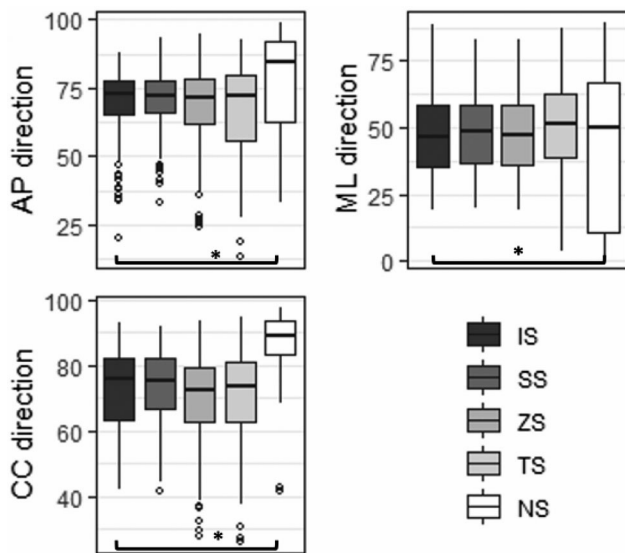 AP direction
100
75
50
25
*
ML direction
75
50
25
0
*
CC direction
100
80
60
40
*
IS
SS
ZS
TS
NS